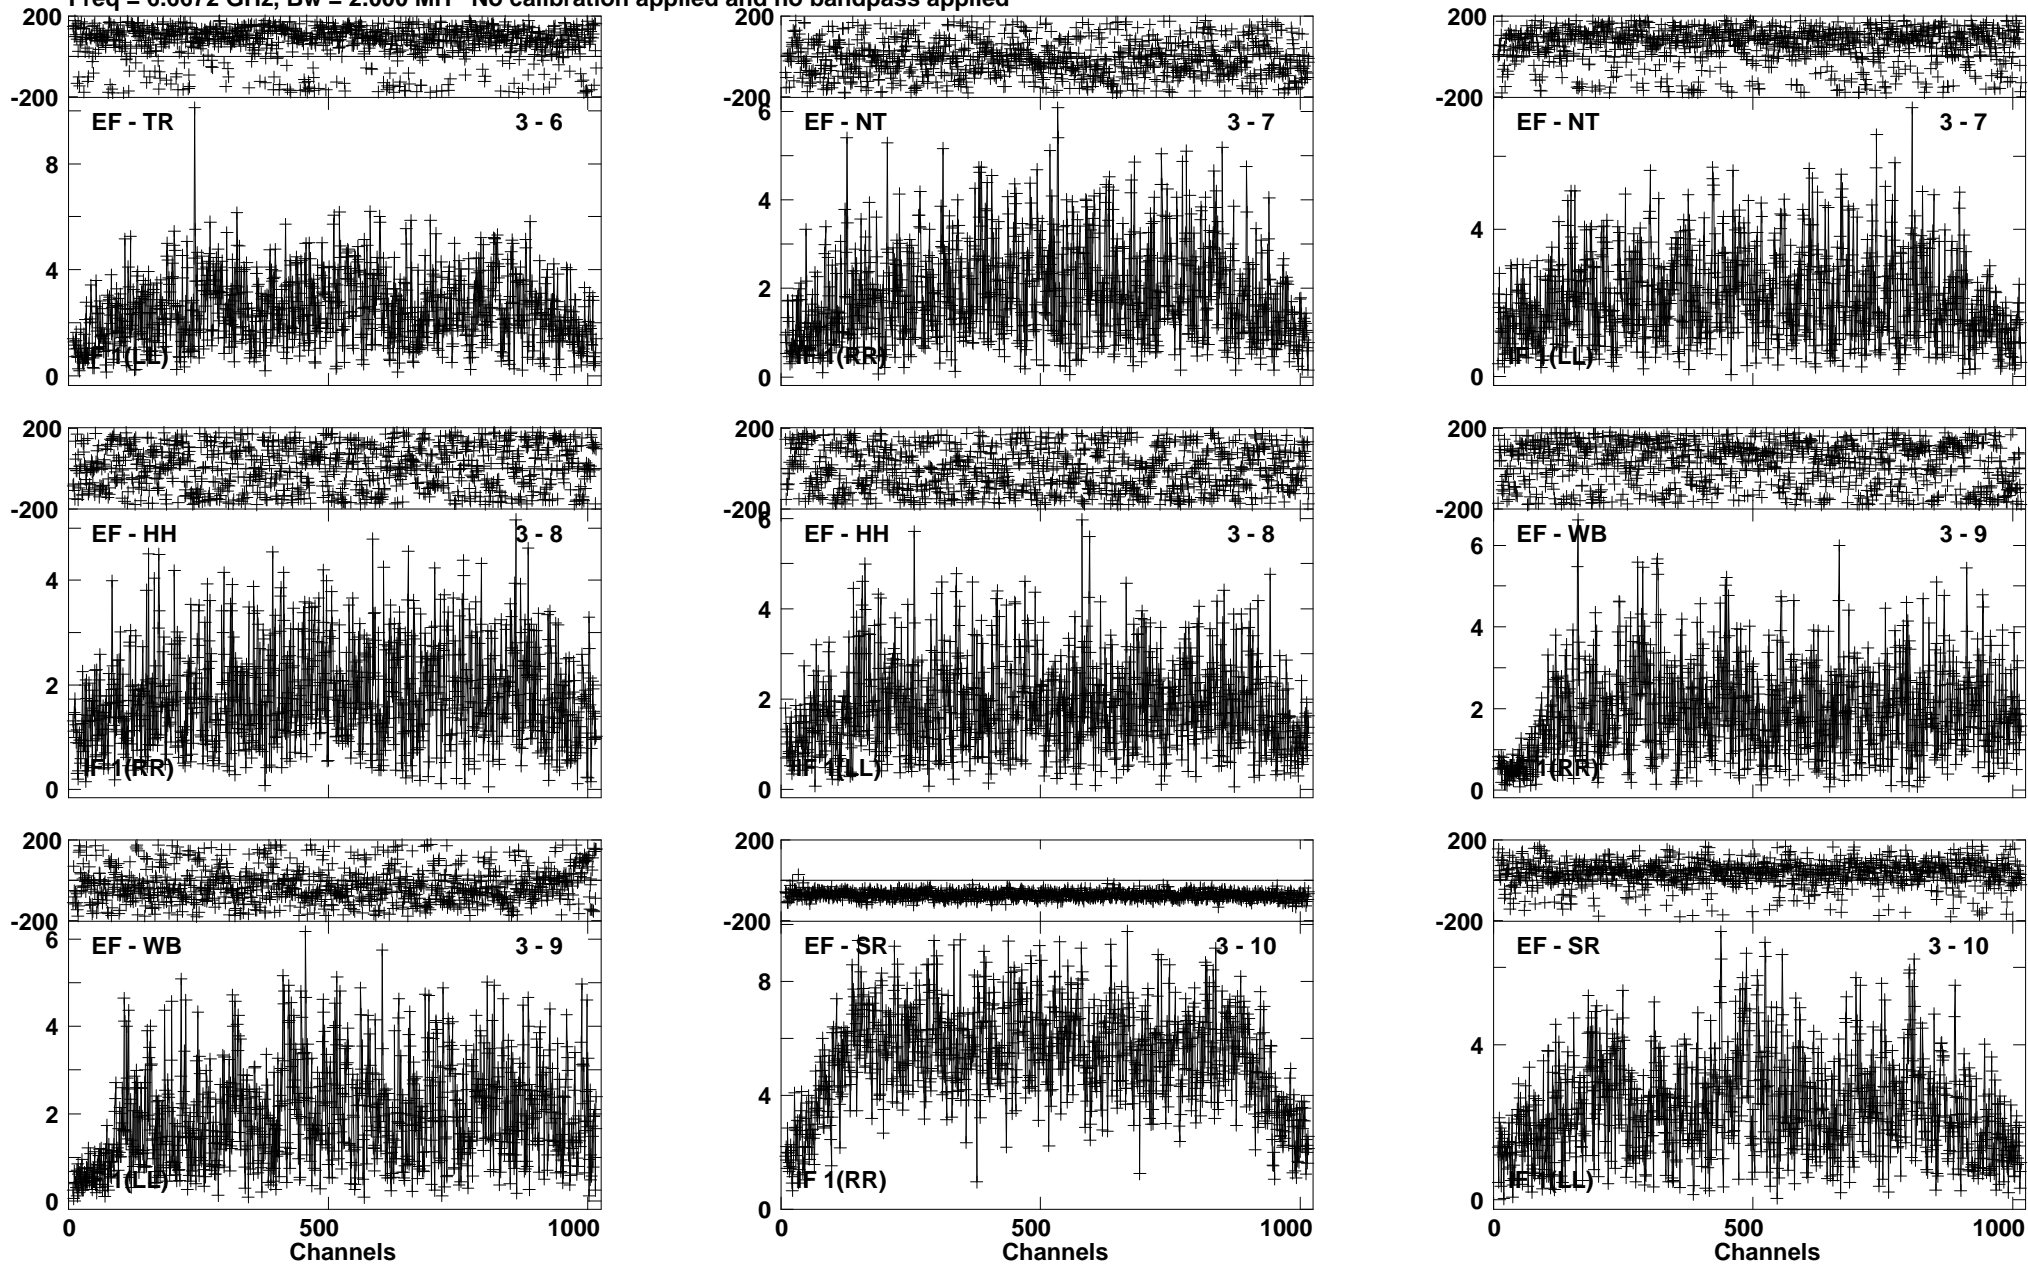 Freq = 6.6672 GHz, Bw = 2.000 MH No calibration applied and no bandpass applied
200 200 200
-200 -200 -200
EF - TR 3 - 6 EF - NT 3 - 7 EF - NT 3 - 7
8 6 4 0
4 4
0 2
0
IF 1(LL) IF 1(RR) IF 1(LL)
200 200 200
-200 -200 -200
EF - HH 3 - 8 EF - HH 3 - 8 EF - WB 3 - 9
4 6 6
2 4 4
0 2 2
0 0
IF 1(RR) IF 1(LL) IF 1(RR)
200 200 200
-200 -200 -200
EF - WB 3 - 9 EF - SR 3 - 10 EF - SR 3 - 10
6 8 4
4 4 0
2 0
0
IF 1(LL) IF 1(RR) IF 1(LL)
0 500 1000 0 500 1000 0 500 1000
Channels Channels Channels